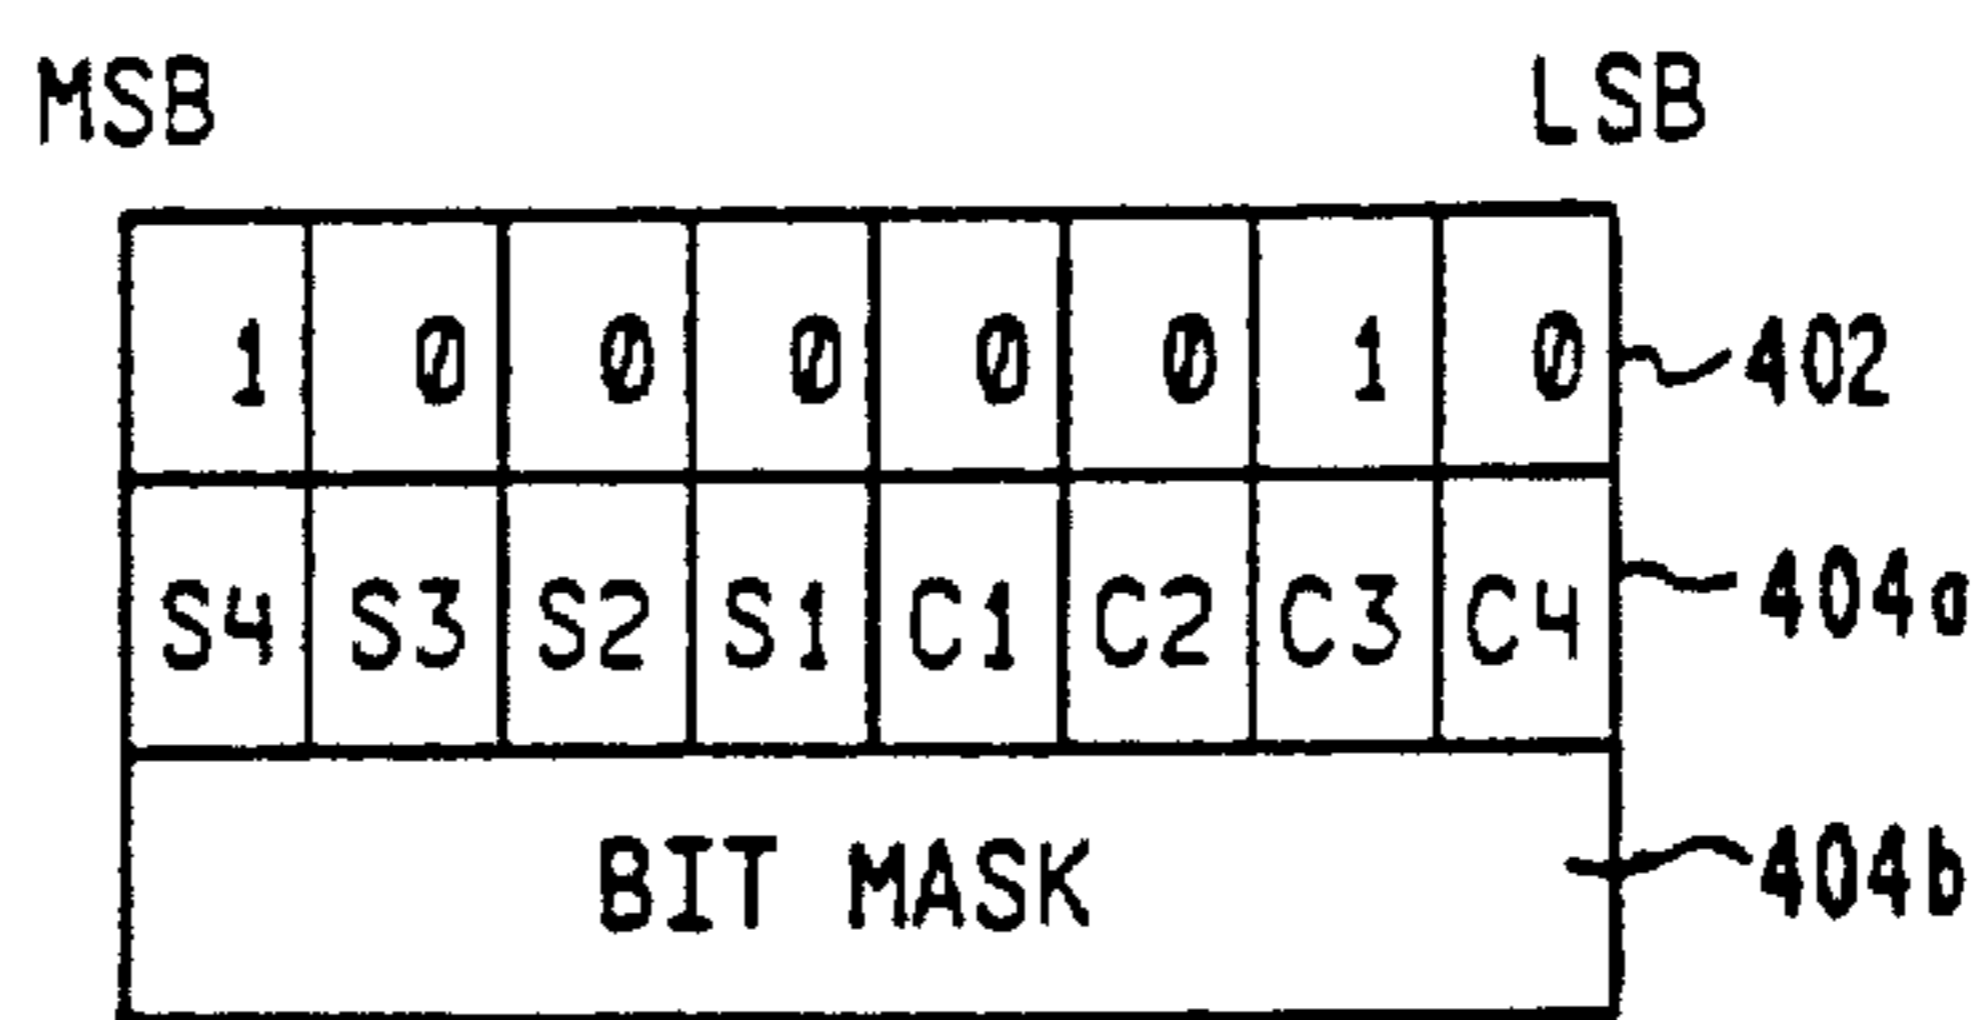 MSB LSB
1 0 0 0 0 0 1 0 402
S4 S3 S2 S1 C1 C2 C3 C4 404a
BIT MASK 404b